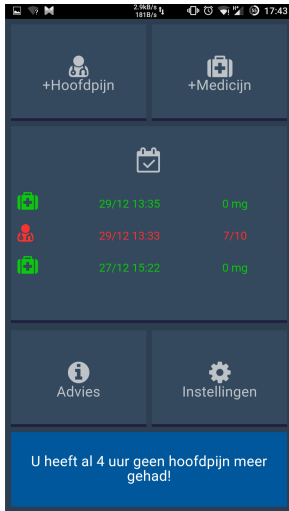 2.9kB/s
181B/s
17:43
+Hoofdpijn
+Medicijn
29/12 13:35 0 mg
29/12 13:33 7/10
27/12 15:22 0 mg
Advies
Instellingen
U heeft al 4 uur geen hoofdpijn meer
gehad!